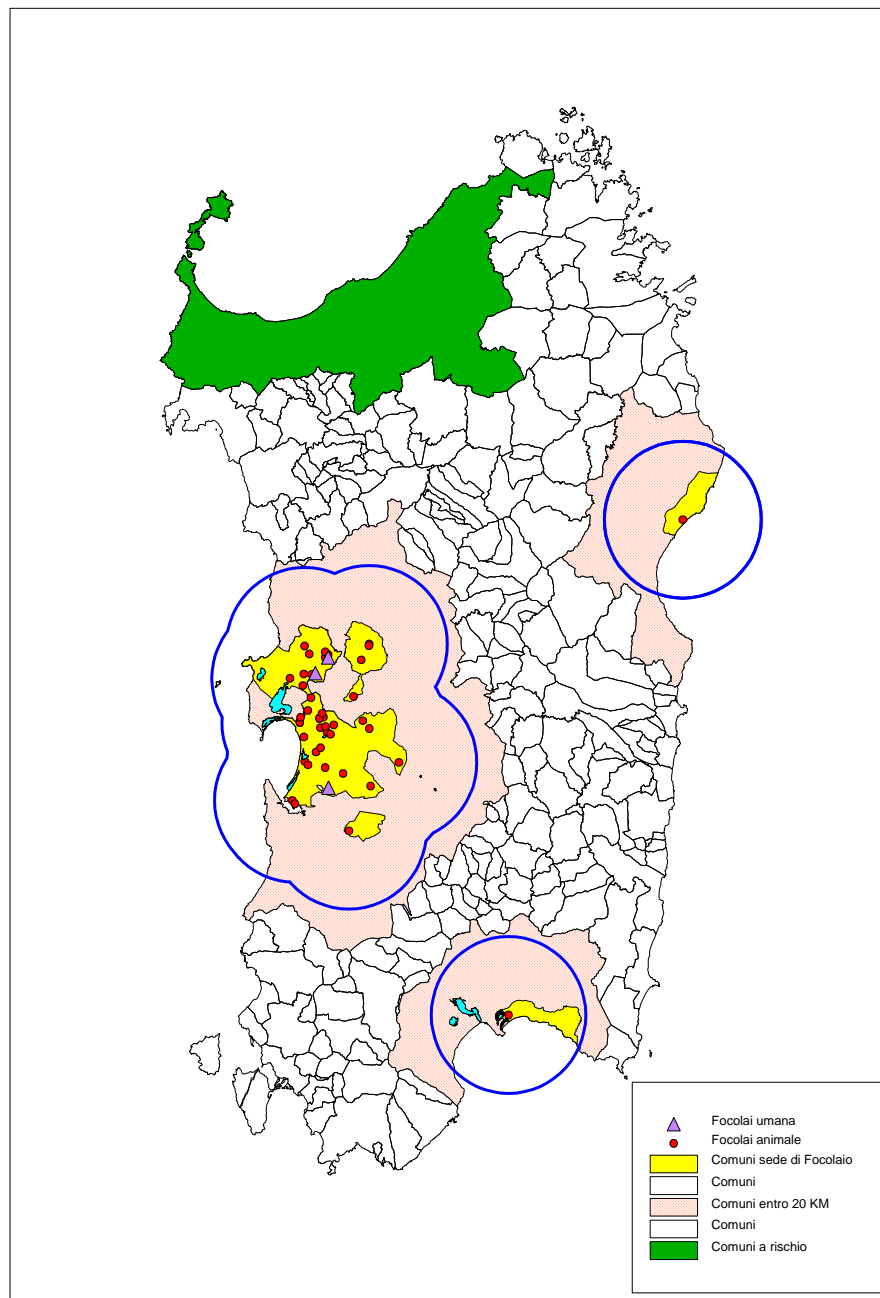 Focolai umana
Focolai animale
Comuni sede di Focolaio
Comuni
Comuni entro 20 KM
Comuni
Comuni a rischio